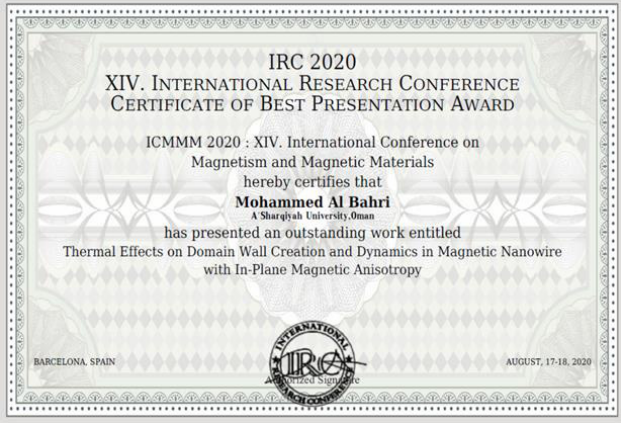 IRC 2020
XIV. INTERNATIONAL RESEARCH CONFERENCE
CERTIFICATE OF BEST PRESENTATION AWARD
ICMMM 2020 : XIV. International Conference on
Magnetism and Magnetic Materials
hereby certifies that
Mohammed Al Bahri
A'Sharqiyah University,Oman
has presented an outstanding work entitled
Thermal Effects on Domain Wall Creation and Dynamics in Magnetic Nanowire
with In-Plane Magnetic Anisotropy
INTERNATIONAL
IRC
RESEARCH CONFERENCE
Authorized Signature
BARCELONA, SPAIN
AUGUST, 17-18, 2020